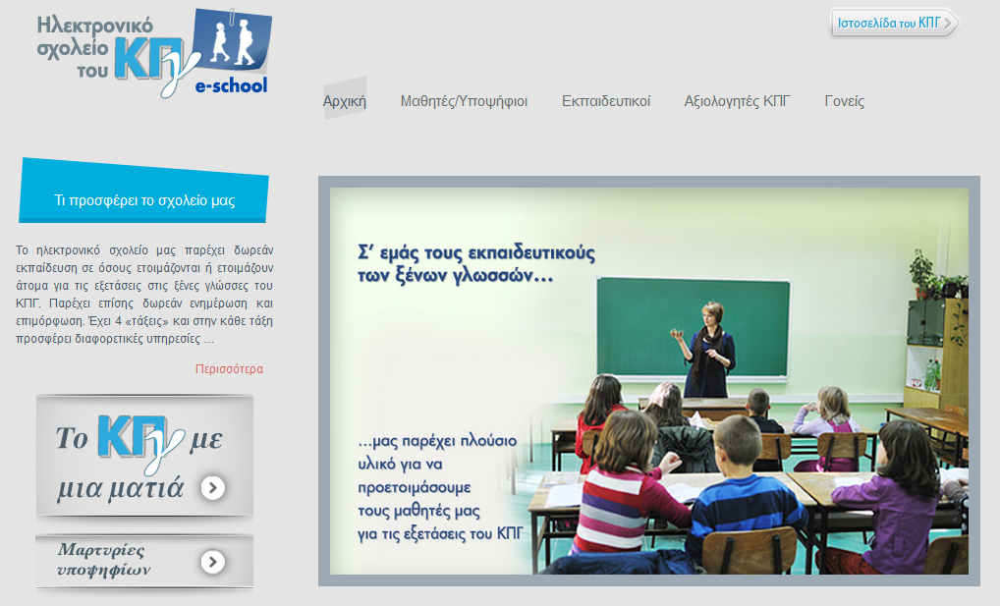 Ηλεκτρονικό
σχολείο
του ΚΠγ
e-school
Ιστοσελίδα του ΚΠΓ
Αρχική Μαθητές/Υποψήφιοι Εκπαιδευτικοί Αξιολογητές ΚΠΓ Γονείς
Τι προσφέρει το σχολείο μας
Το ηλεκτρονικό σχολείο μας παρέχει δωρεάν
εκπαίδευση σε όσους ετοιμάζονται ή ετοιμάζουν
άτομα για τις εξετάσεις στις ξένες γλώσσες του
ΚΠΓ. Παρέχει επίσης δωρεάν ενημέρωση και
επιμόρφωση. Έχει 4 «τάξεις» και στην κάθε τάξη
προσφέρει διαφορετικές υπηρεσίες ...
Περισσότερα
Το ΚΠγ με
μια ματιά
Μαρτυρίες
υποψηφίων
Σ’ εμάς τους εκπαιδευτικούς
των ξένων γλωσσών...
...μας παρέχει πλούσιο
υλικό για να
προετοιμάσουμε
τους μαθητές μας
για τις εξετάσεις του ΚΠΓ